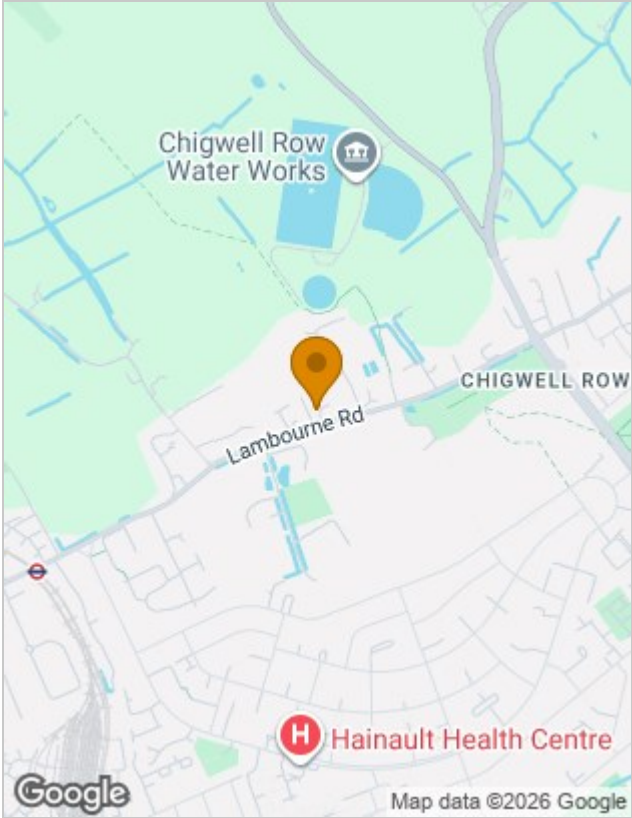 Chigwell Row
Water Works
CHIGWELL ROW
Lambourne Rd
H
Hainault Health Centre
Google
Map data ©2026 Google